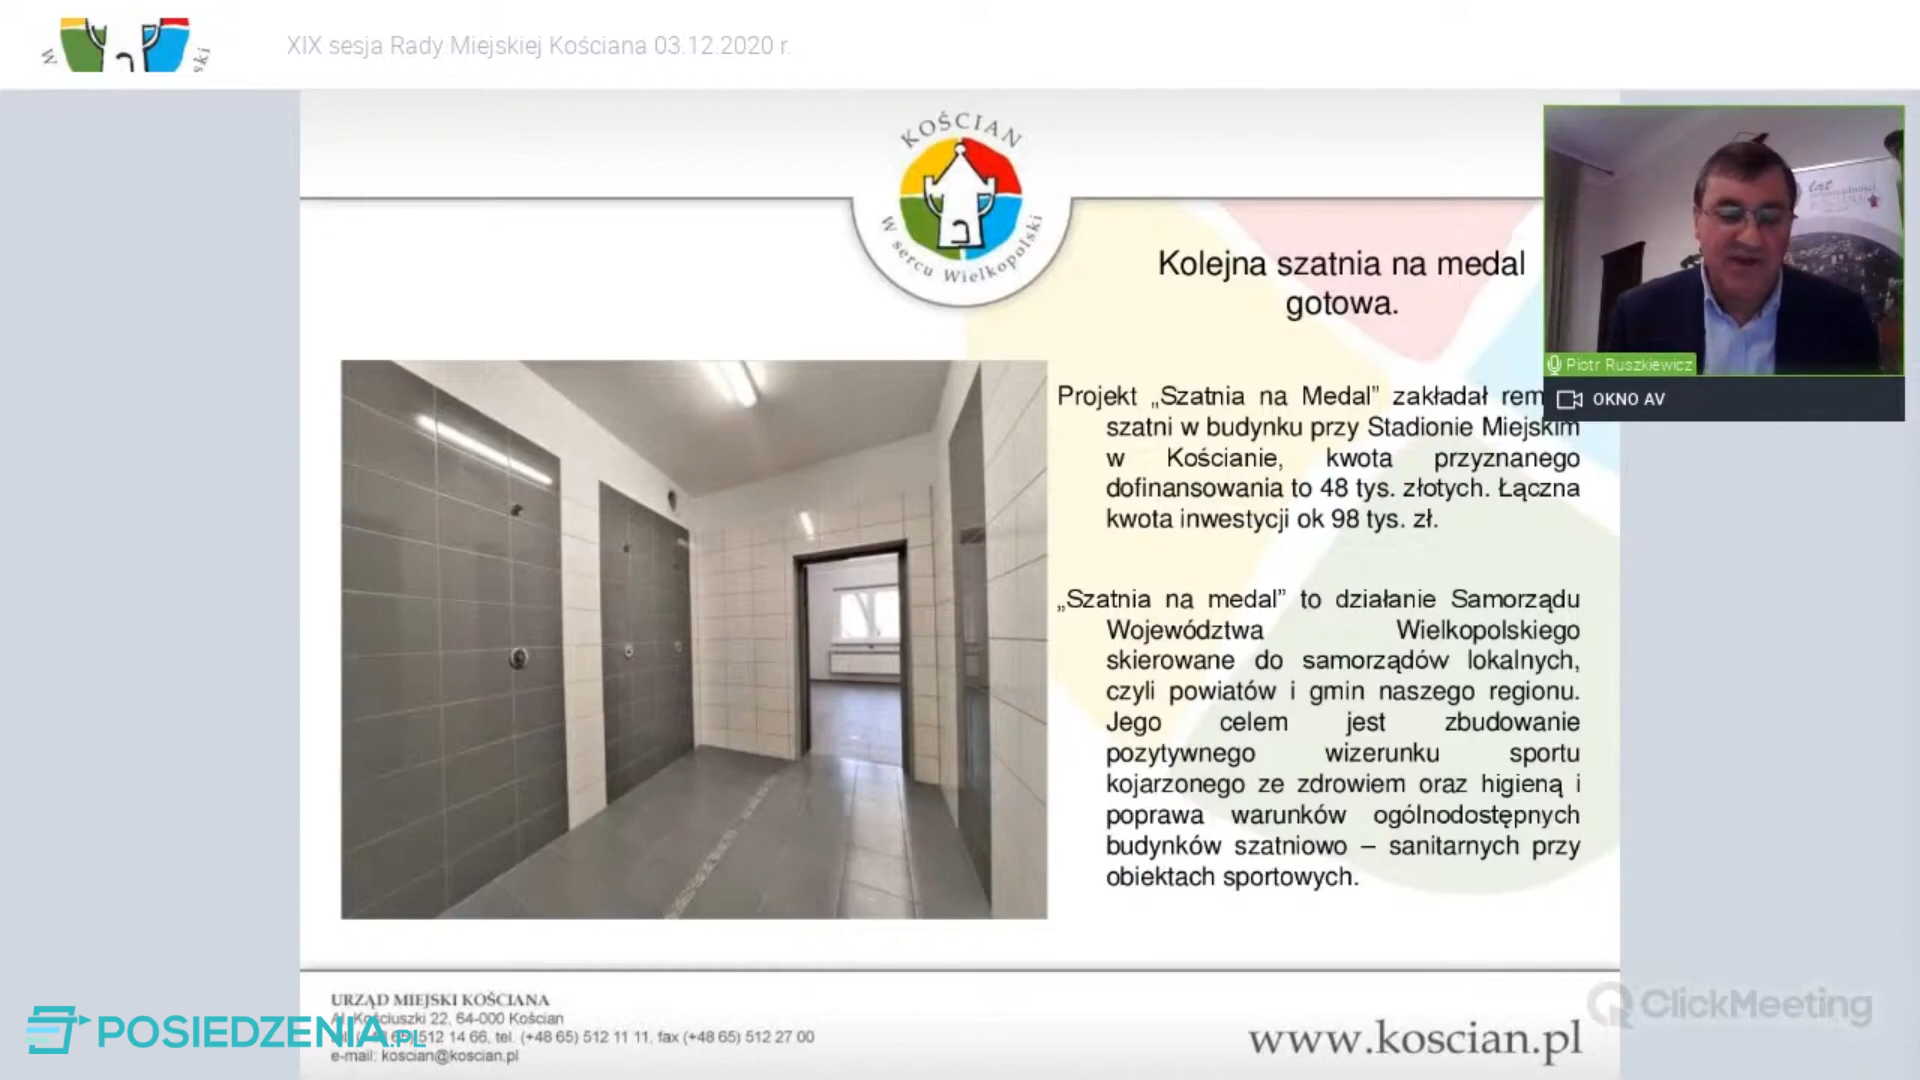 XIX sesja Rady Miejskiej Kościana 03.12.2020 r.
W
ski
KOŚCIAN
W sercu Wielkopolski
Kolejna szatnia na medal
gotowa.
lat
Piotr Ruszkiewicz
OKNO AV
Projekt „Szatnia na Medal” zakładał rem
szatni w budynku przy Stadionie Miejskim
w Kościanie, kwota przyznanego
dofinansowania to 48 tys. złotych. Łączna
kwota inwestycji ok 98 tys. zł.
„Szatnia na medal” to działanie Samorządu
Województwa Wielkopolskiego
skierowane do samorządów lokalnych,
czyli powiatów i gmin naszego regionu.
Jego celem jest zbudowanie
pozytywnego wizerunku sportu
kojarzonego ze zdrowiem oraz higieną i
poprawa warunków ogólnodostępnych
budynków szatniowo – sanitarnych przy
obiektach sportowych.
URZĄD MIEJSKI KOŚCIANA
Al. Kościuszki 22, 64-000 Kościan
512 14 66, tel. (+48 65) 512 11 11, fax (+48 65) 512 27 00
e-mail: koscian@koscian.pl
POSIEDZENIA.PL
www.koscian.pl
ClickMeeting